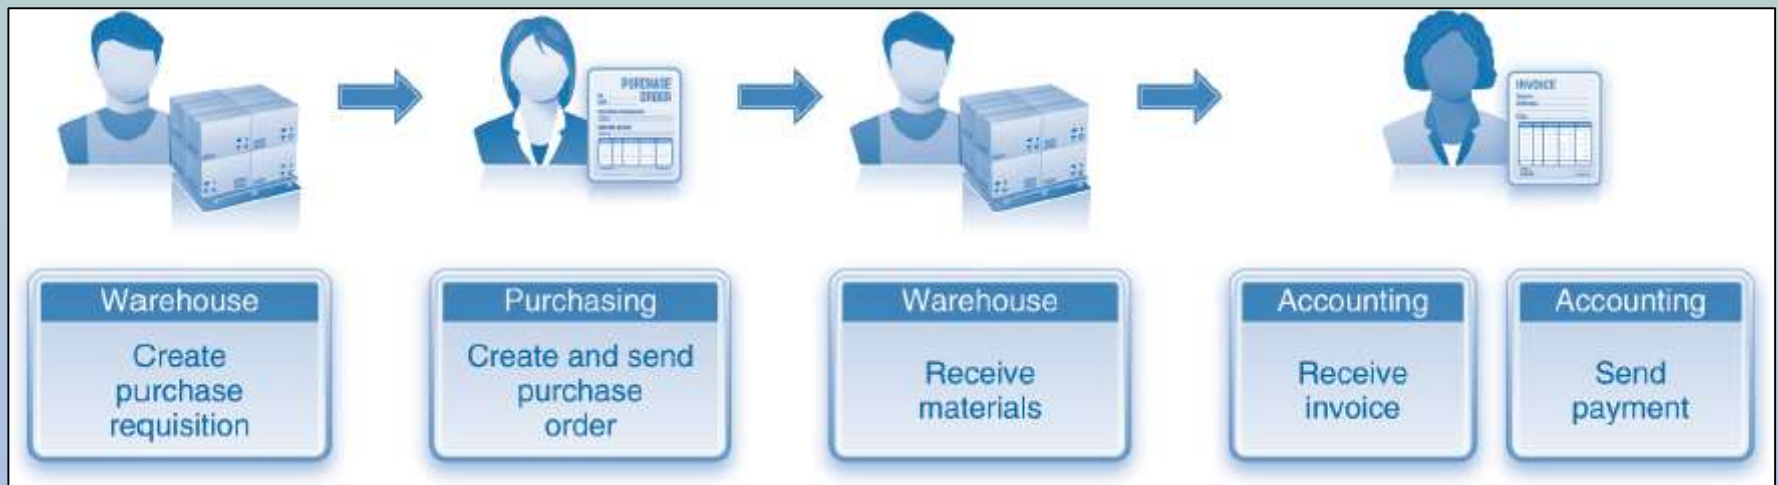 PURCHASE
ORDER
INVOICE
Warehouse
Create
purchase
requisition
Purchasing
Create and send
purchase
order
Warehouse
Receive
materials
Accounting
Receive
invoice
Accounting
Send
payment